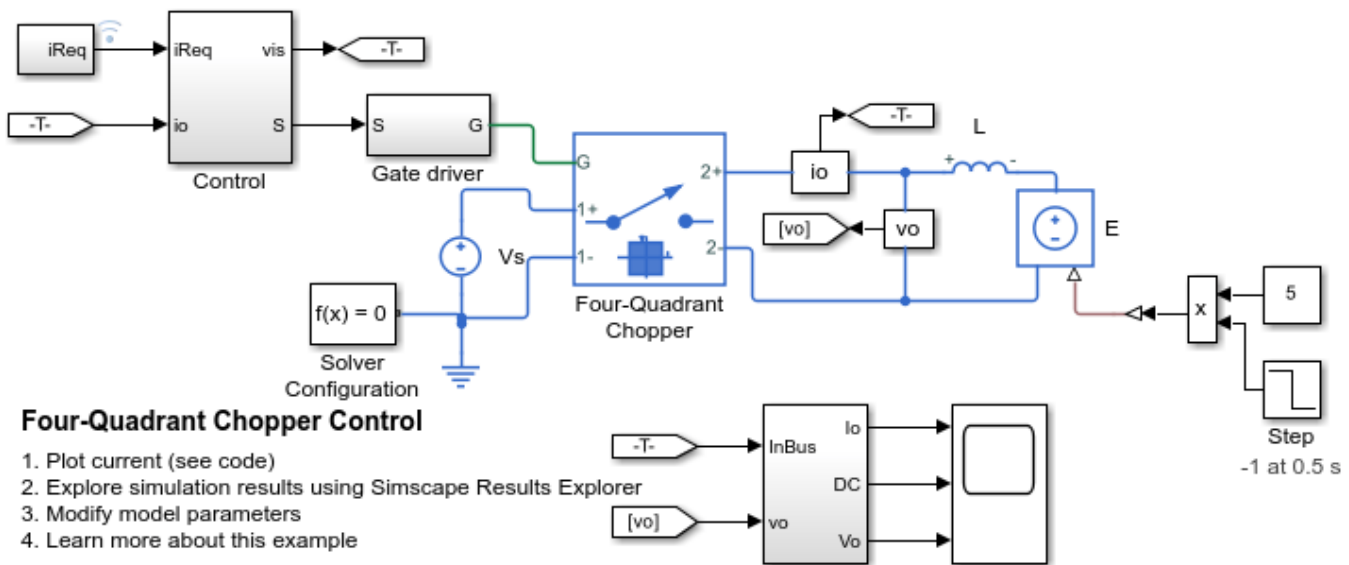 iReq
iReq
vis
-T-
-T-
io
S
Control
S
G
Gate driver
-T-
G
2+
io
+
L
-
1+
[vo]
vo
+
-
E
+
-
Vs
1-
2-
f(x) = 0
Four-Quadrant
Chopper
x
5
Solver
Configuration
Four-Quadrant Chopper Control
Step
-1 at 0.5 s
1. Plot current (see code)
2. Explore simulation results using Simscape Results Explorer
3. Modify model parameters
4. Learn more about this example
-T-
InBus
Io
DC
[vo]
vo
Vo